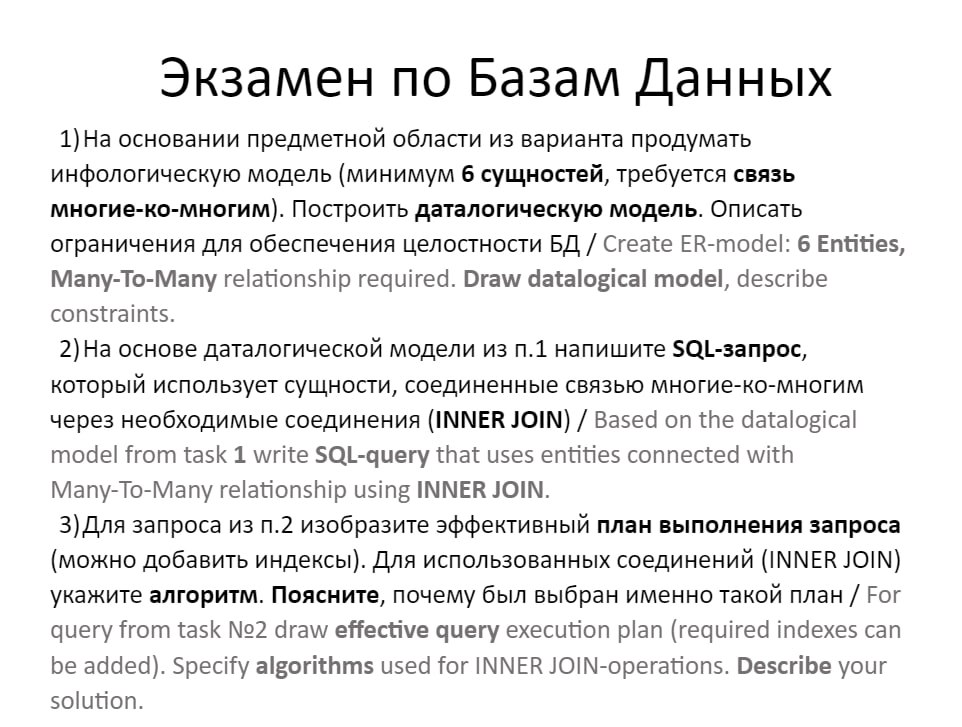 Экзамен по Базам Данных
1) На основании предметной области из варианта продумать
инфологическую модель (минимум 6 сущностей, требуется связь
многие-ко-многим). Построить даталогическую модель. Описать
ограничения для обеспечения целостности БД / Create ER-model: 6 Entities,
Many-To-Many relationship required. Draw datalogical model, describe
constraints.
2) На основе даталогической модели из п.1 напишите SQL-запрос,
который использует сущности, соединенные связью многие-ко-многим
через необходимые соединения (INNER JOIN) / Based on the datalogical
model from task 1 write SQL-query that uses entities connected with
Many-To-Many relationship using INNER JOIN.
3) Для запроса из п.2 изобразите эффективный план выполнения запроса
(можно добавить индексы). Для использованных соединений (INNER JOIN)
укажите алгоритм. Поясните, почему был выбран именно такой план / For
query from task №2 draw effective query execution plan (required indexes can
be added). Specify algorithms used for INNER JOIN-operations. Describe your
solution.